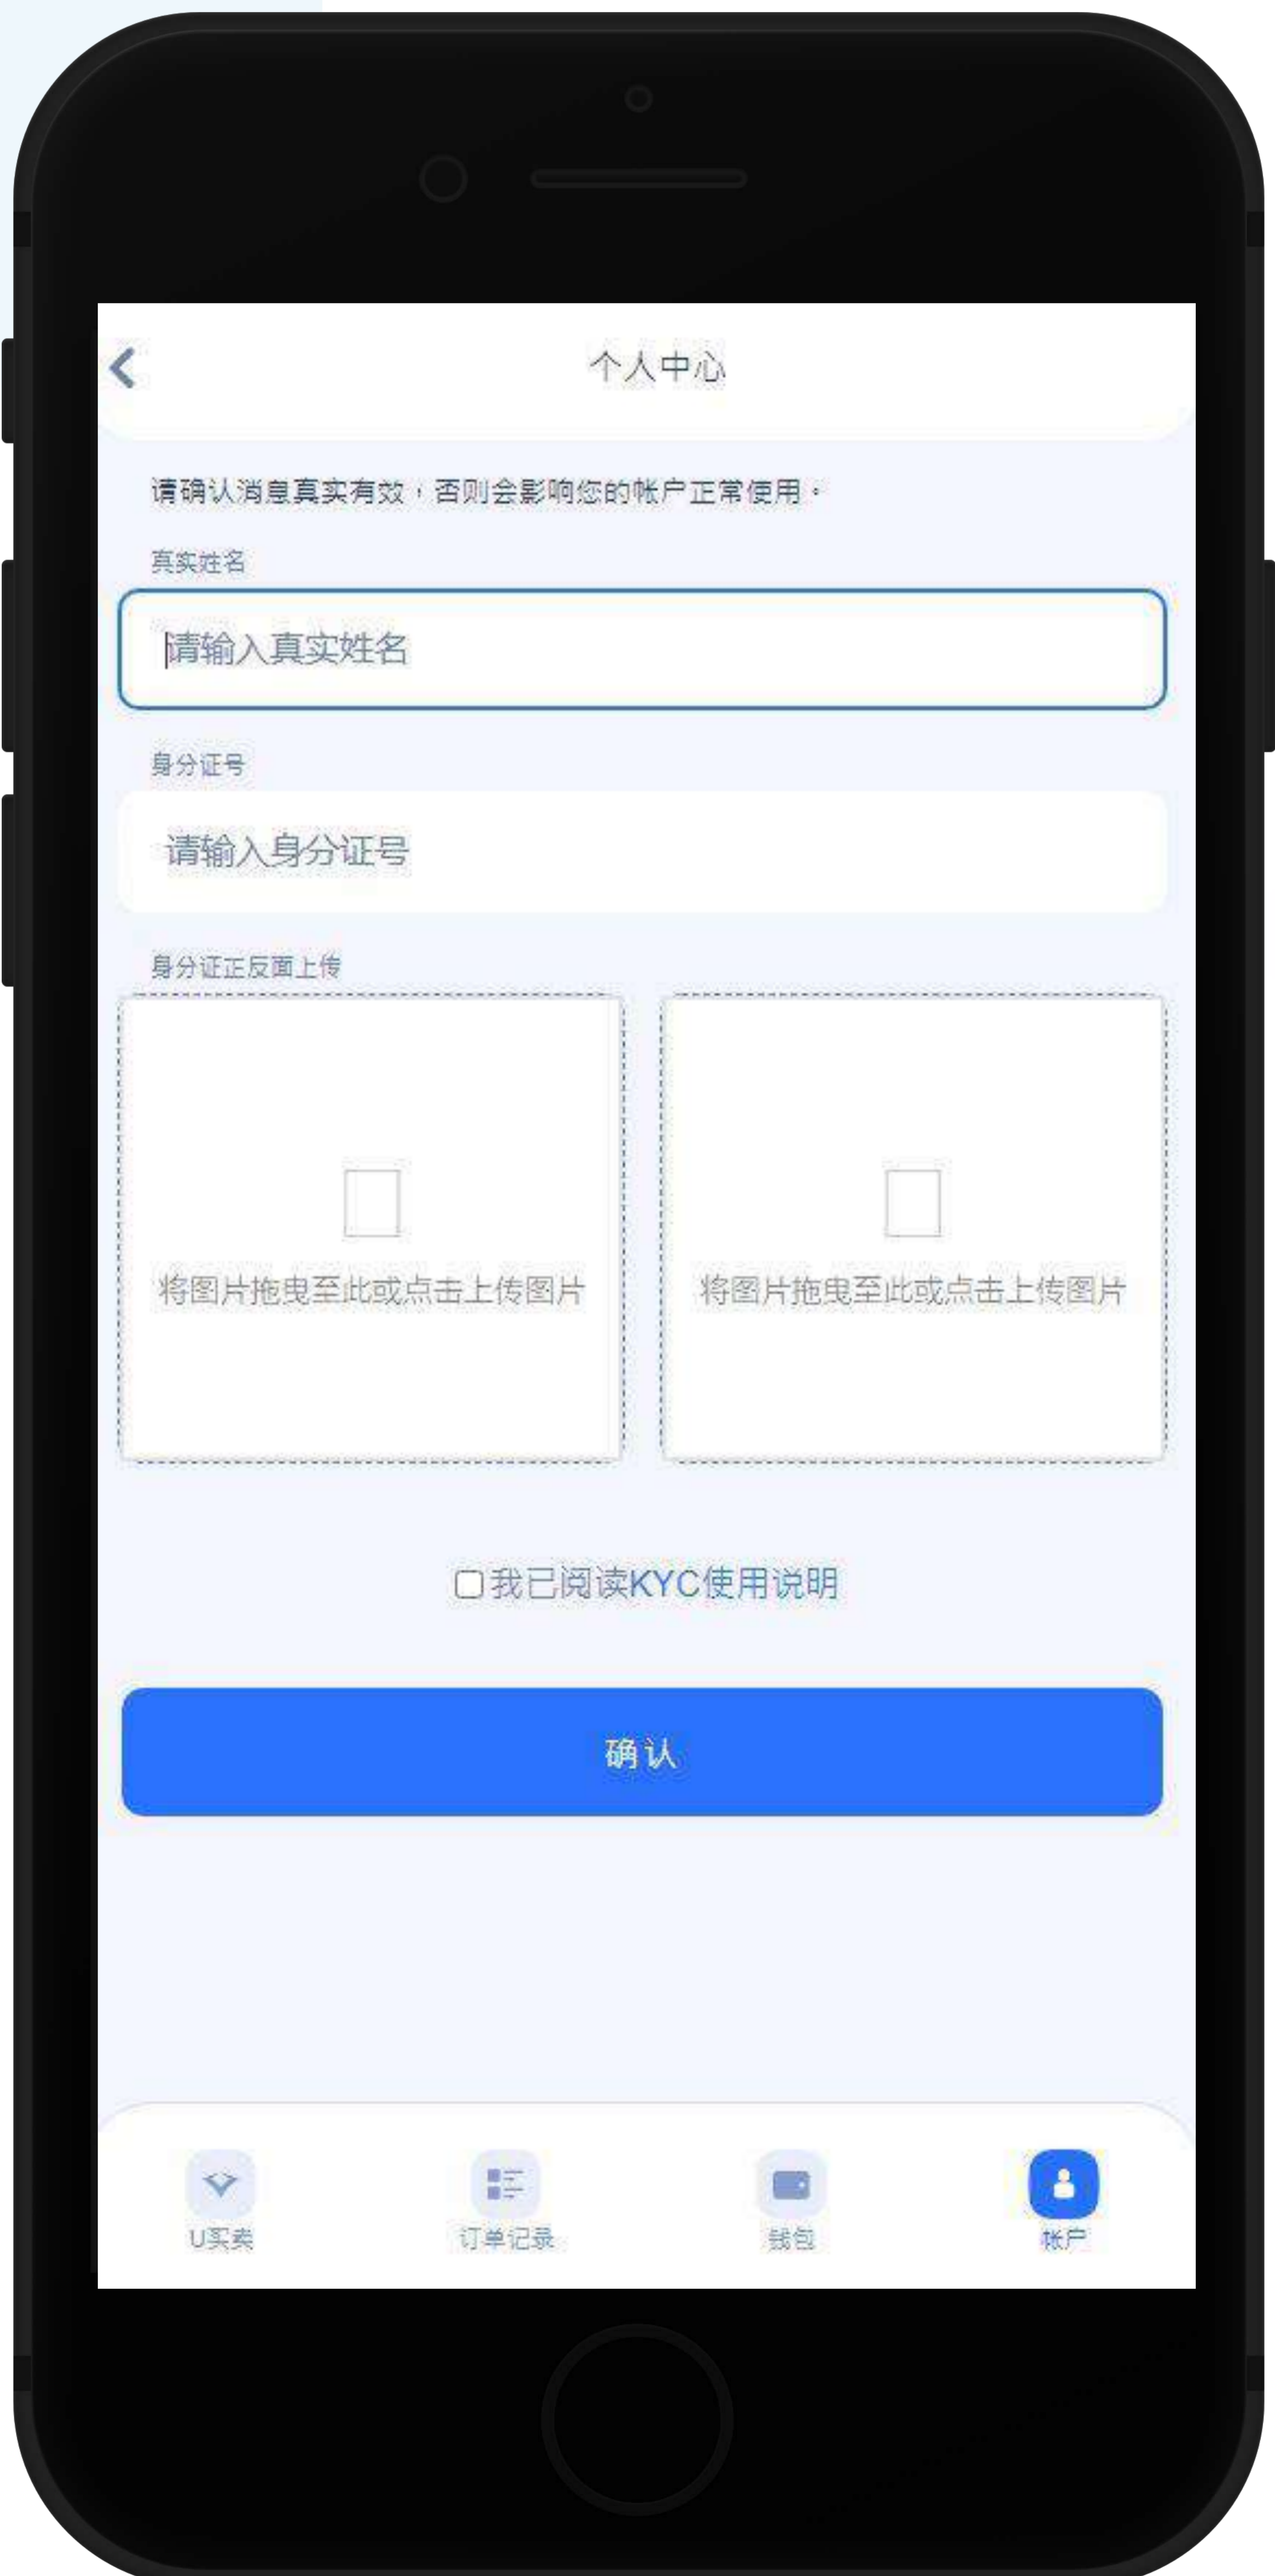 个人中心
请确认消息真实有效，否则会影响您的帐户正常使用。
真实姓名
请输入真实姓名
身分证号
请输入身分证号
身分证正反面上传
将图片拖曳至此或点击上传图片
将图片拖曳至此或点击上传图片
我已阅读KYC使用说明
确认
U买卖
订单记录
钱包
帐户